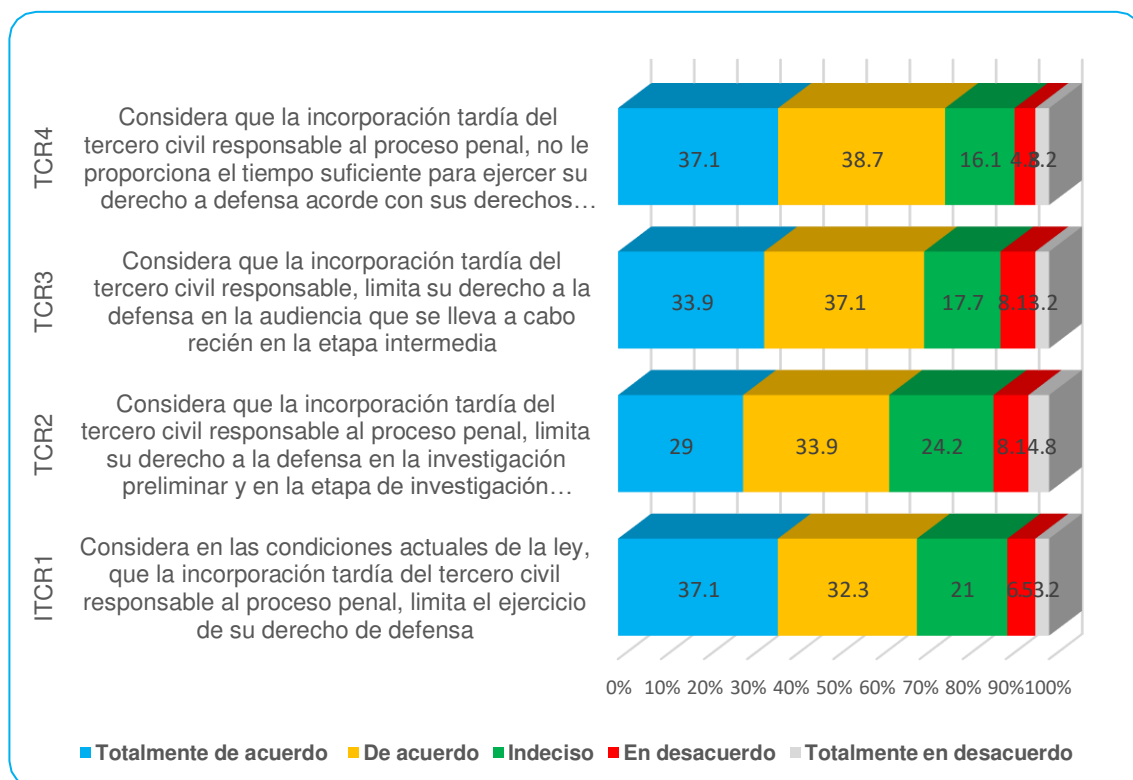 TCR4
Considera que la incorporación tardía del
tercero civil responsable al proceso penal, no le
proporciona el tiempo suficiente para ejercer su
derecho a defensa acorde con sus derechos…
37.1 38.7 16.1 4.8 3.2
TCR3
Considera que la incorporación tardía del
tercero civil responsable, limita su derecho a la
defensa en la audiencia que se lleva a cabo
recién en la etapa intermedia
33.9 37.1 17.7 8.1 3.2
TCR2
Considera que la incorporación tardía del
tercero civil responsable al proceso penal, limita
su derecho a la defensa en la investigación
preliminar y en la etapa de investigación…
29 33.9 24.2 8.1 4.8
ITCR1
Considera en las condiciones actuales de la ley,
que la incorporación tardía del tercero civil
responsable al proceso penal, limita el ejercicio
de su derecho de defensa
37.1 32.3 21 6.5 3.2
0% 10% 20% 30% 40% 50% 60% 70% 80% 90% 100%
Totalmente de acuerdo De acuerdo Indeciso En desacuerdo Totalmente en desacuerdo